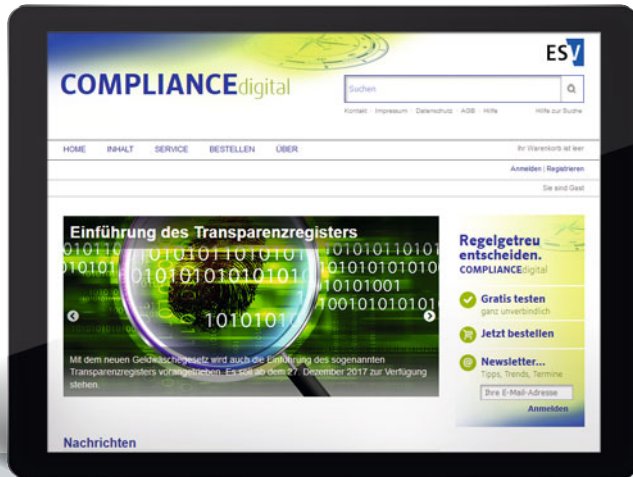 ESV
COMPLIANCEdigital
Suchen
Kontakt Impressum Datenschutz AGB Hilfe
Hilfe zur Suche
HOME INHALT SERVICE BESTELLEN ÜBER
Ihr Warenkorb ist leer
Anmelden | Registrieren
Sie sind Gast
Einführung des Transparenzregisters
Mit dem neuen Geldwäschegesetz wird auch die Einführung des sogenannten
Transparenzregisters vorangetrieben. Es soll ab dem 27. Dezember 2017 zur Verfügung
stehen.
Regelgetreu
entscheiden.
COMPLIANCEdigital
Gratis testen
ganz unverbindlich
Jetzt bestellen
Newsletter...
Tipps, Trends, Termine
Ihre E-Mail-Adresse
Anmelden
Nachrichten